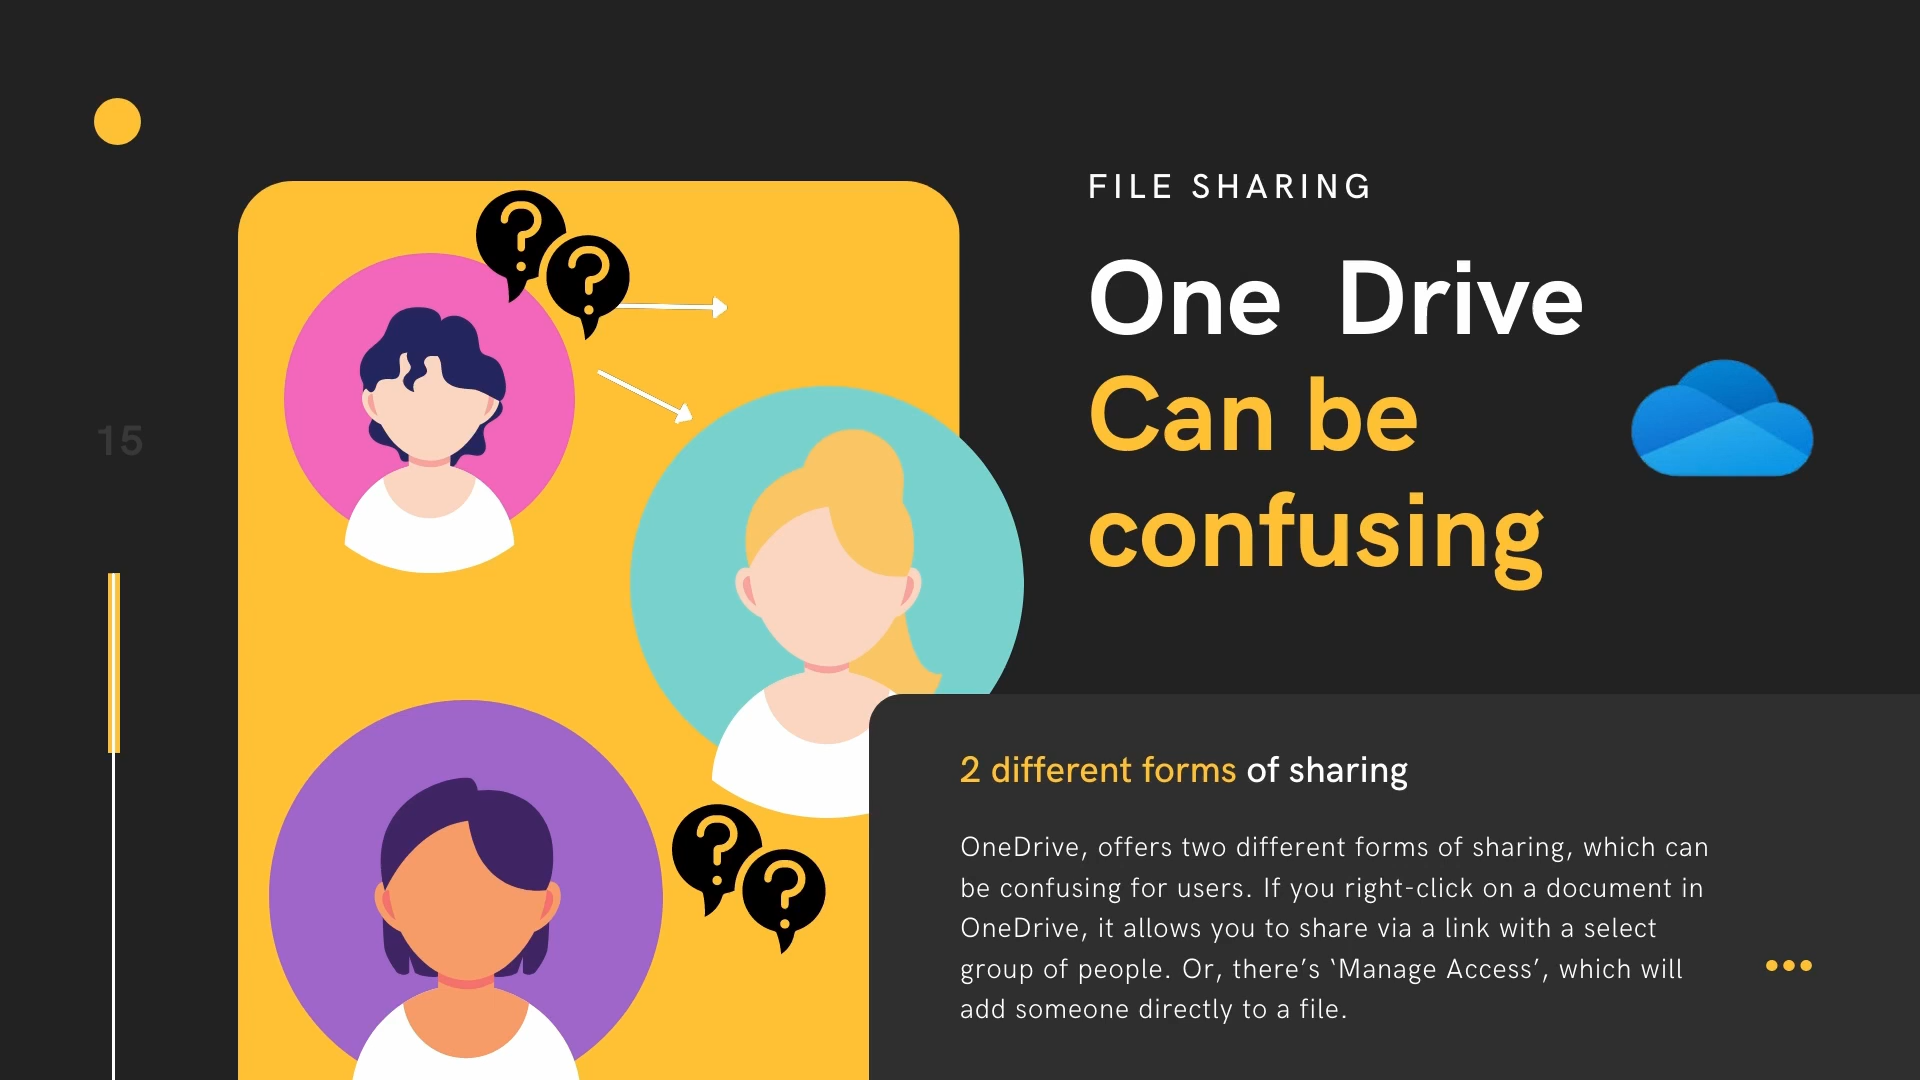 FILE SHARING
One Drive
Can be
confusing
15
2 different forms of sharing
OneDrive, offers two different forms of sharing, which can
be confusing for users. If you right-click on a document in
OneDrive, it allows you to share via a link with a select
group of people. Or, there's ‘Manage Access’, which will
add someone directly to a file.
? ?
? ?